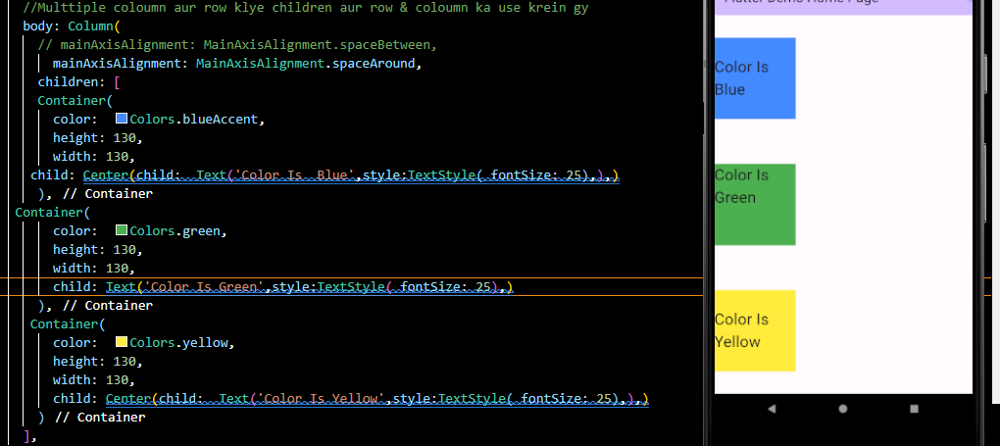 //Multtiple coloumn aur row klye children aur row & coloumn ka use krein gy
body: Column(
// mainAxisAlignment: MainAxisAlignment.spaceBetween,
mainAxisAlignment: MainAxisAlignment.spaceAround,
children: [
Container(
color: Colors.blueAccent,
height: 130,
width: 130,
child: Center(child: Text('Color Is Blue',style:TextStyle( fontSize: 25),),)
), // Container
Container(
color: Colors.green,
height: 130,
width: 130,
child: Text('Color Is Green',style:TextStyle( fontSize: 25),)
), // Container
Container(
color: Colors.yellow,
height: 130,
width: 130,
child: Center(child: Text('Color Is Yellow',style:TextStyle( fontSize: 25),),)
) // Container
],
Flutter Demo Home Page
Color Is
Blue
Color Is
Green
Color Is
Yellow